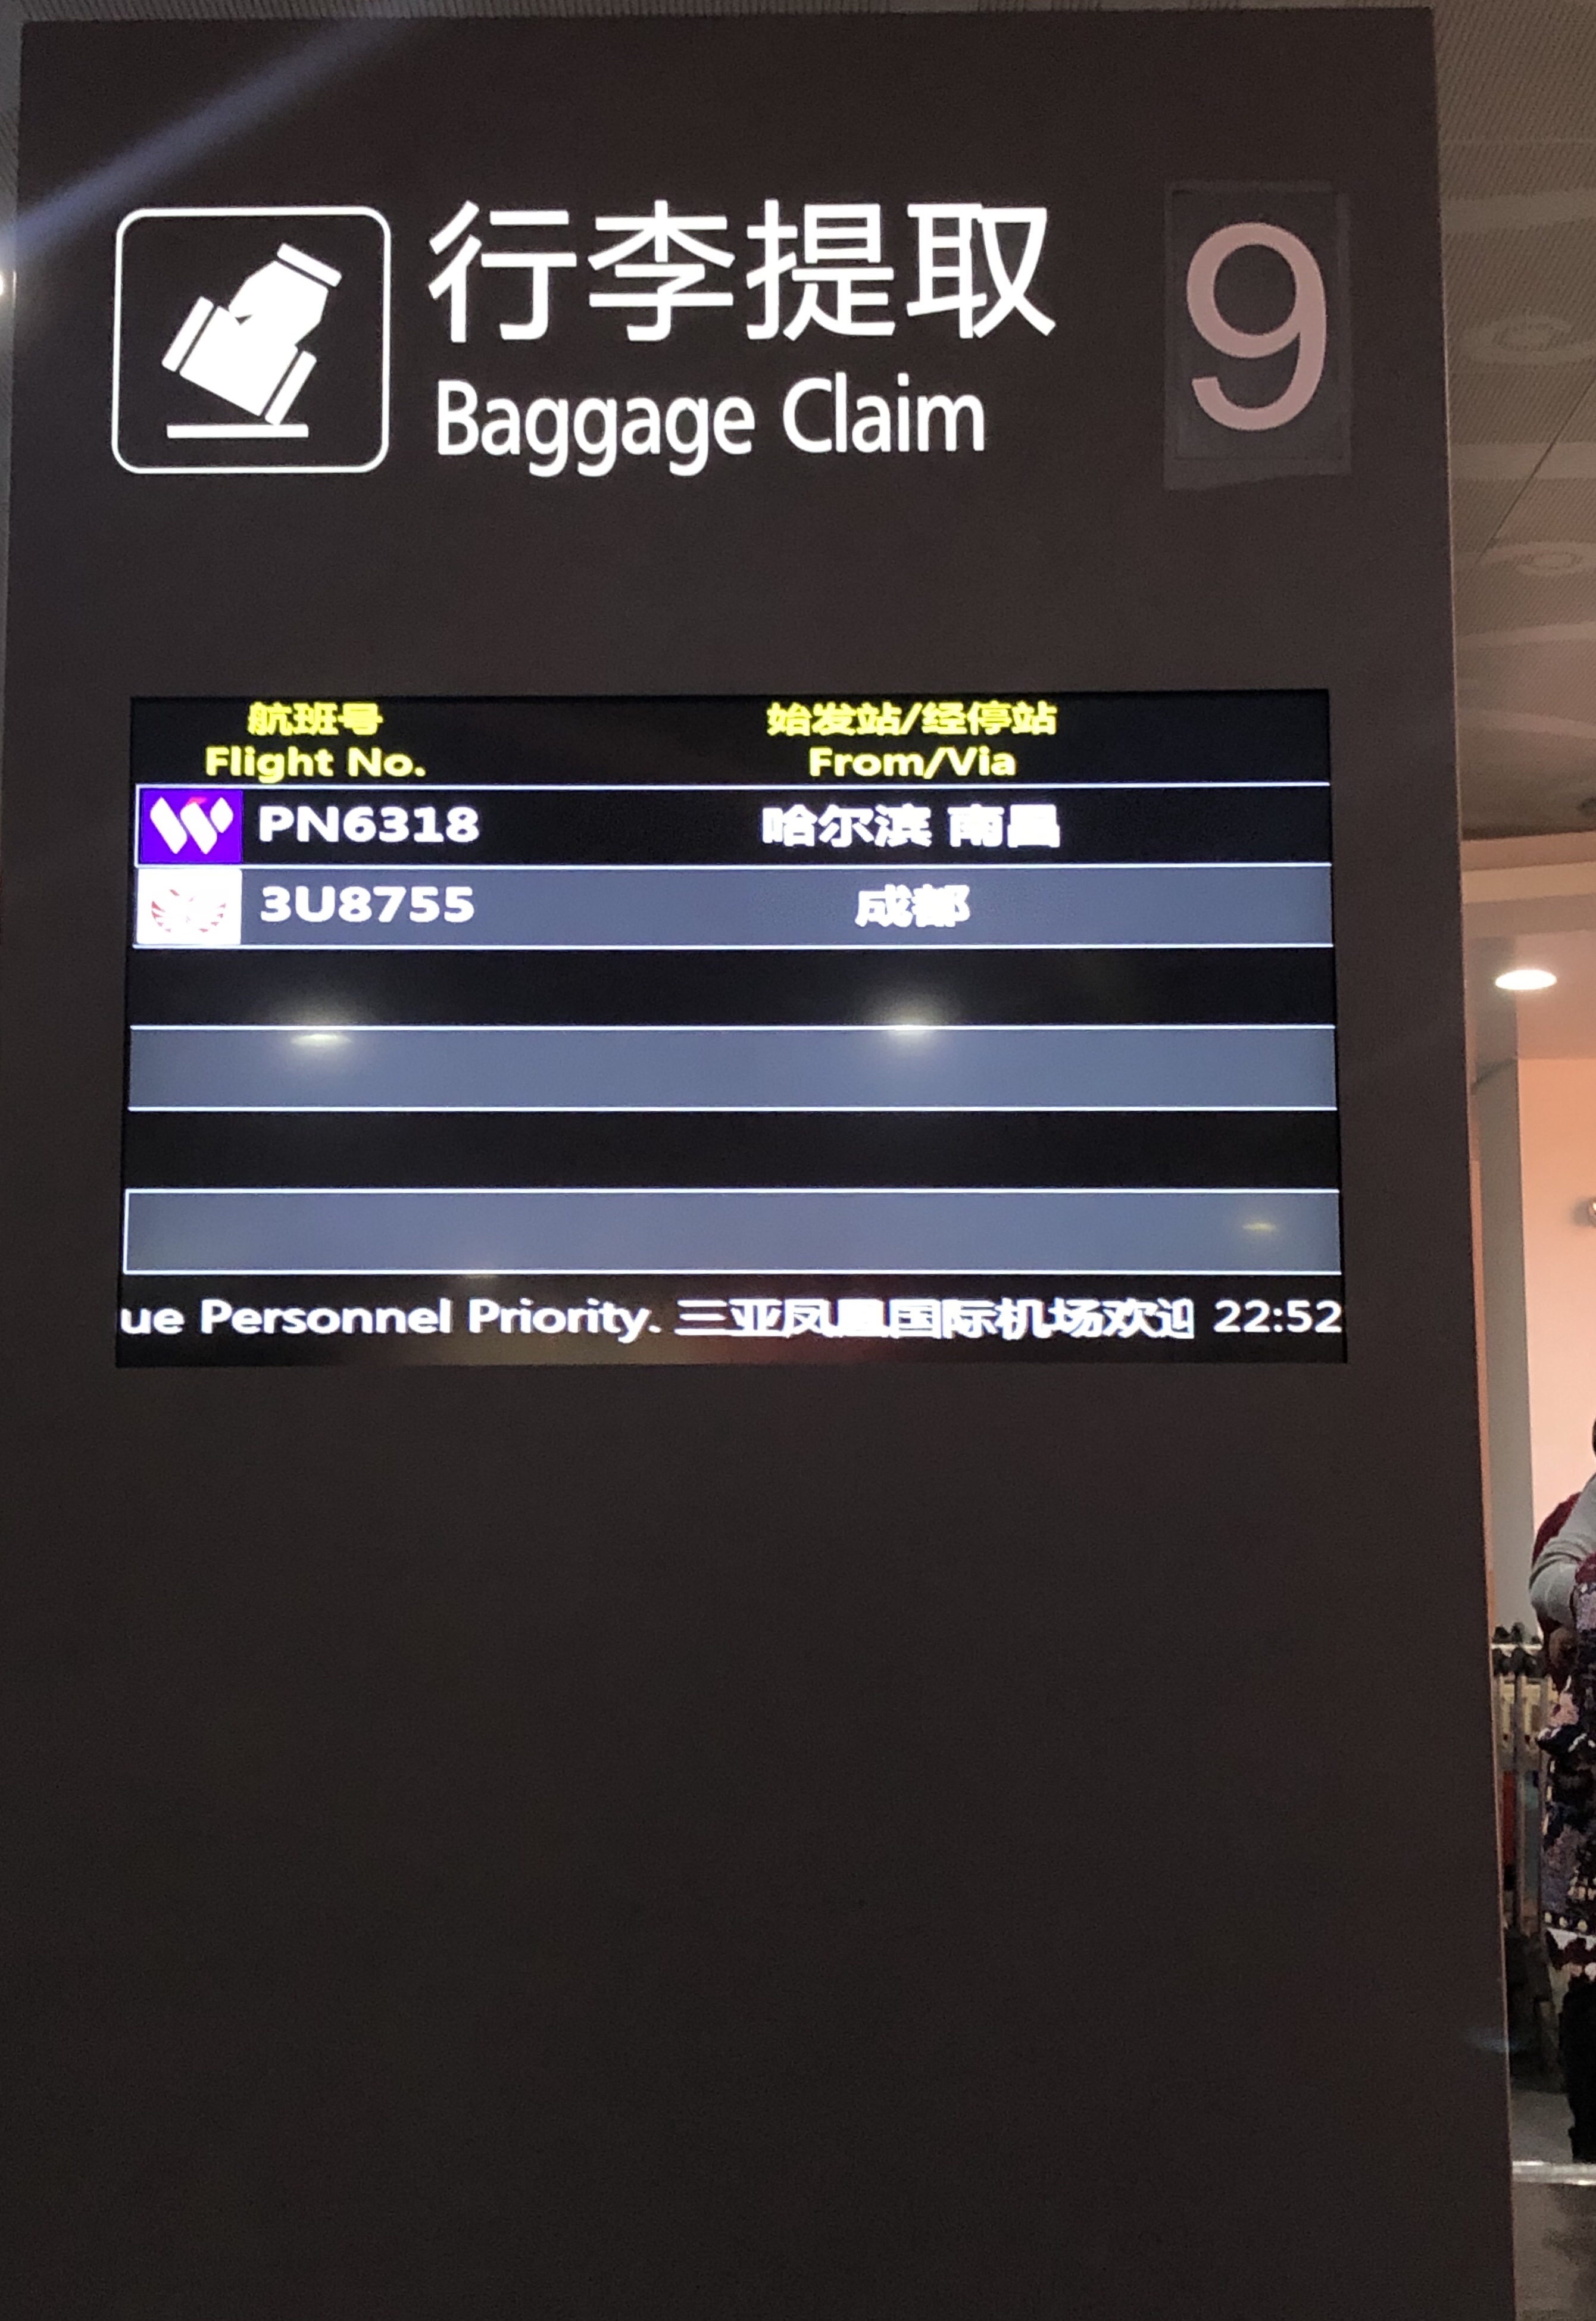 行李提取
Baggage Claim
9
航班号 始发站/经停站
Flight No. From/Via
PN6318 哈尔滨 南昌
3U8755 成都
ue Personnel Priority. 三亚凤凰国际机场欢迎 22:52